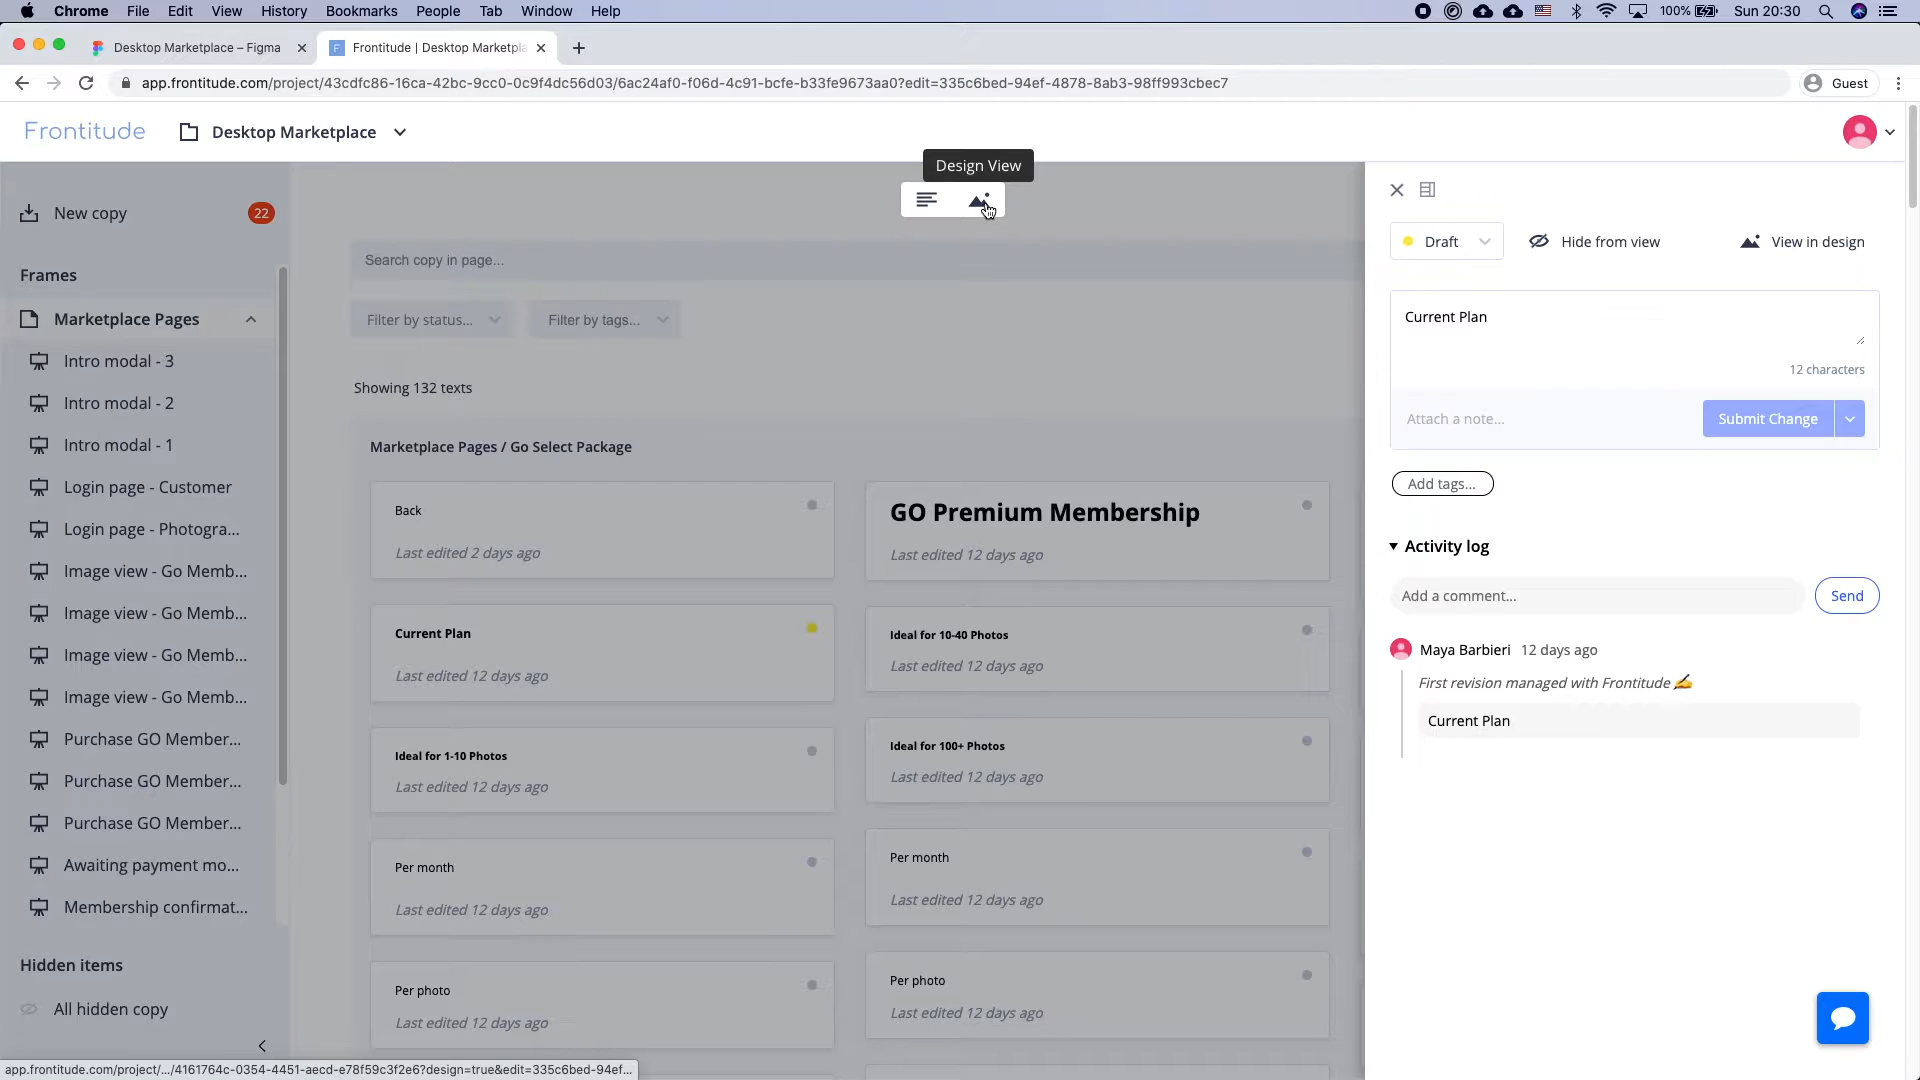 Chrome File Edit View History Bookmarks People Tab Window Help
100% Sun 20:30
Desktop Marketplace – Figma
Frontitude | Desktop Marketpla
app.frontitude.com/project/43cdfc86-16ca-42bc-9cc0-0c9f4dc56d03/6ac24af0-f06d-4c91-bcfe-b33fe9673aa0?edit=335c6bed-94ef-4878-8ab3-98ff993cbec7
Guest
Frontitude
Desktop Marketplace
Design View
New copy
22
Frames
Marketplace Pages
Intro modal - 3
Intro modal - 2
Intro modal - 1
Login page - Customer
Login page - Photogra...
Image view - Go Memb...
Image view - Go Memb...
Image view - Go Memb...
Image view - Go Memb...
Purchase GO Member...
Purchase GO Member...
Purchase GO Member...
Awaiting payment mo...
Membership confirmat...
Hidden items
All hidden copy
app.frontitude.com/project/.../4161764c-0354-4451-aecd-e78f59c3f2e6?design=true&edit=335c6bed-94ef...
Search copy in page...
Filter by status...
Filter by tags...
Showing 132 texts
Marketplace Pages / Go Select Package
Back
Last edited 2 days ago
GO Premium Membership
Last edited 12 days ago
Current Plan
Last edited 12 days ago
Ideal for 10-40 Photos
Last edited 12 days ago
Ideal for 1-10 Photos
Last edited 12 days ago
Ideal for 100+ Photos
Last edited 12 days ago
Per month
Last edited 12 days ago
Per month
Last edited 12 days ago
Per photo
Last edited 12 days ago
Per photo
Last edited 12 days ago
Draft
Hide from view
View in design
Current Plan
12 characters
Attach a note...
Submit Change
Add tags...
Activity log
Add a comment...
Send
Maya Barbieri 12 days ago
First revision managed with Frontitude ✍️
Current Plan